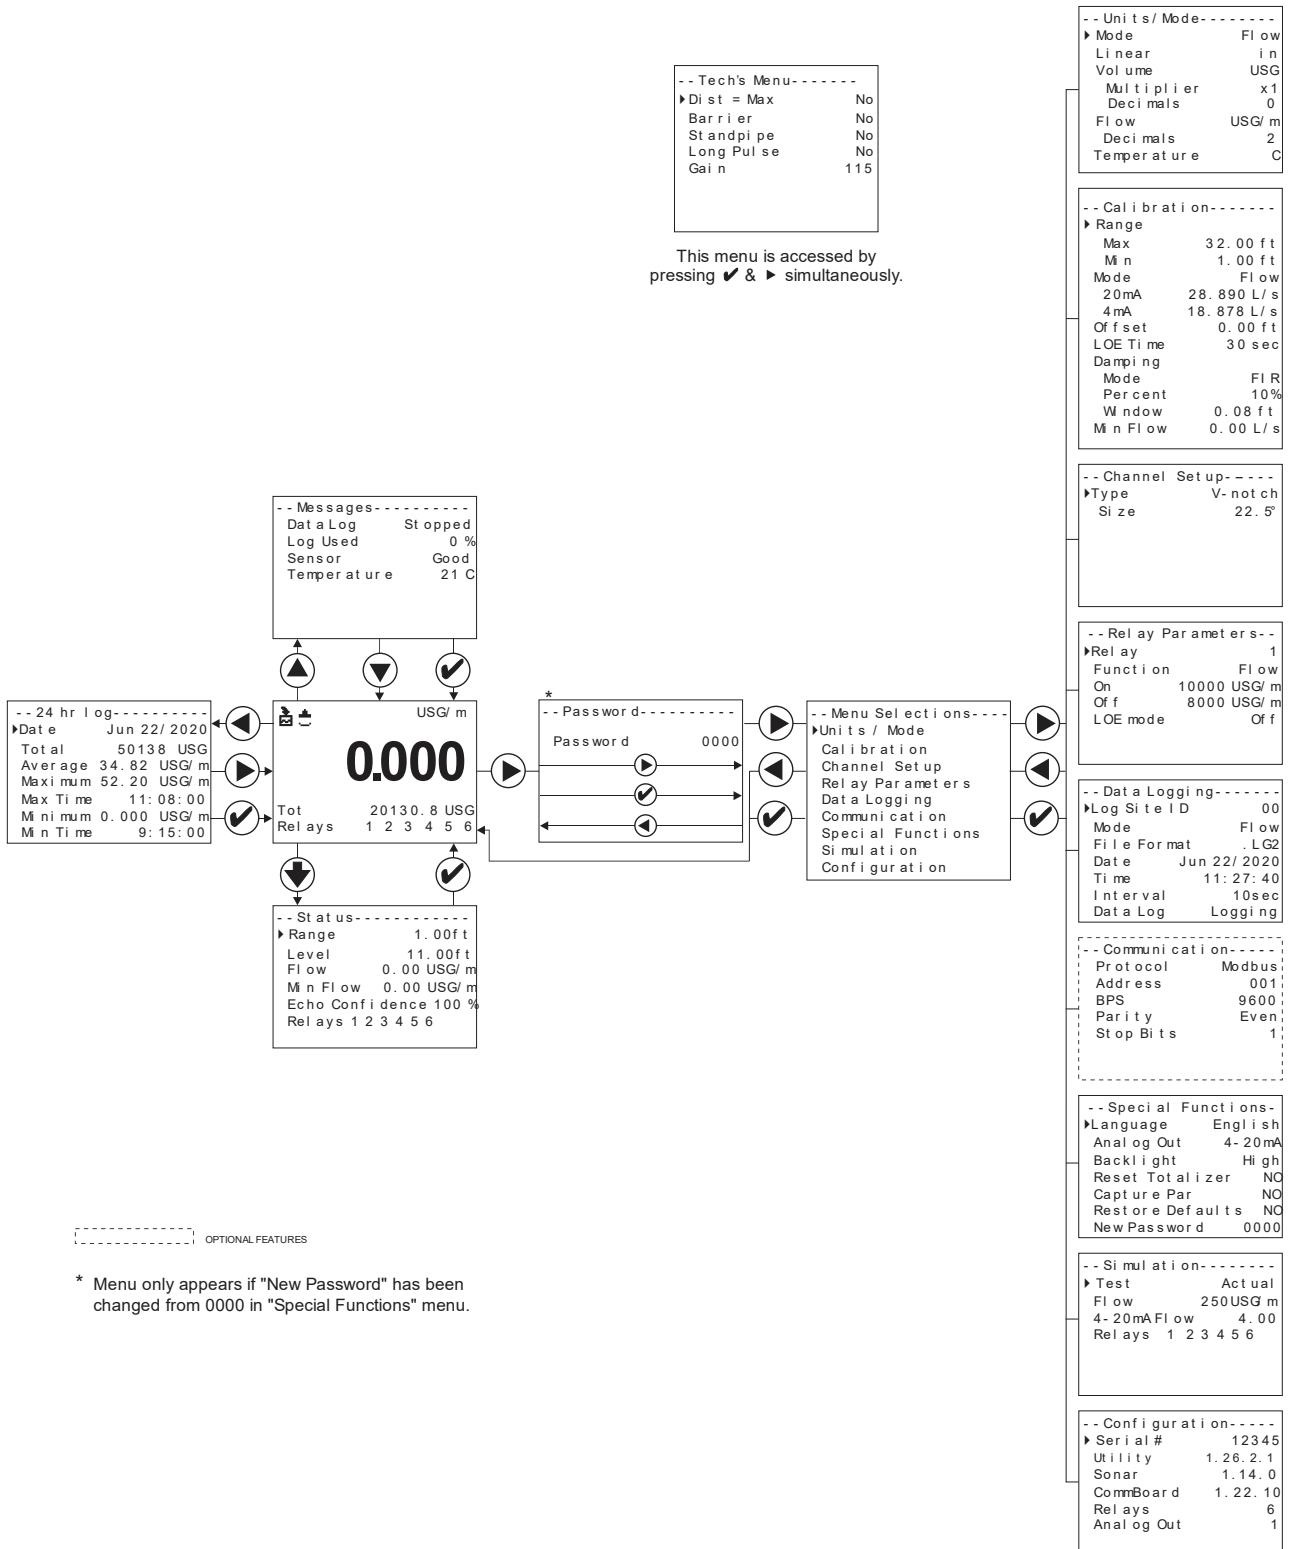 --Tech's Menu-------
Dist = Max No
Barrier No
Standpipe No
Long Pulse No
Gain 115
This menu is accessed by
pressing ✔ & ▶ simultaneously.
--Messages----------
Data Log Stopped
Log Used 0 %
Sensor Good
Temperature 21 C
--24 hr log----------
Date Jun 22/2020
Total 50138 USG
Average 34.82 USG/m
Maximum 52.20 USG/m
Max Time 11:08:00
Minimum 0.000 USG/m
Min Time 9:15:00
USG/m
0.000
Tot 20130.8 USG
Relays 1 2 3 4 5 6
--Status------------
Range 1.00ft
Level 11.00ft
Flow 0.00 USG/m
Min Flow 0.00 USG/m
Echo Confidence 100 %
Relays 1 2 3 4 5 6
*
--Password----------
Password 0000
--Menu Selections----
Units / Mode
Calibration
Channel Setup
Relay Parameters
Data Logging
Communication
Special Functions
Simulation
Configuration
--Units/Mode--------
Mode Flow
Linear in
Volume USG
Multiplier x1
Decimals 0
Flow USG/m
Decimals 2
Temperature C
--Calibration-------
Range
Max 32.00 ft
Min 1.00 ft
Mode Flow
20mA 28.890 L/s
4mA 18.878 L/s
Offset 0.00 ft
LOE Time 30 sec
Damping
Mode FIR
Percent 10%
Window 0.08 ft
Min Flow 0.00 L/s
--Channel Setup-----
Type V-notch
Size 22.5°
--Relay Parameters--
Relay 1
Function Flow
On 10000 USG/m
Off 8000 USG/m
LOE mode Off
--Data Logging-------
Log Site ID 00
Mode Flow
File Format .LG2
Date Jun 22/2020
Time 11:27:40
Interval 10sec
Data Log Logging
--Communication-----
Protocol Modbus
Address 001
BPS 9600
Parity Even
Stop Bits 1
--Special Functions-
Language English
Analog Out 4-20mA
Backlight High
Reset Totalizer NO
Capture Par NO
Restore Defaults NO
New Password 0000
--Simulation--------
Test Actual
Flow 250USG/m
4-20mA Flow 4.00
Relays 1 2 3 4 5 6
--Configuration-----
Serial# 12345
Utility 1.26.2.1
Sonar 1.14.0
CommBoard 1.22.10
Relays 6
Analog Out 1
OPTIONAL FEATURES
* Menu only appears if "New Password" has been
changed from 0000 in "Special Functions" menu.